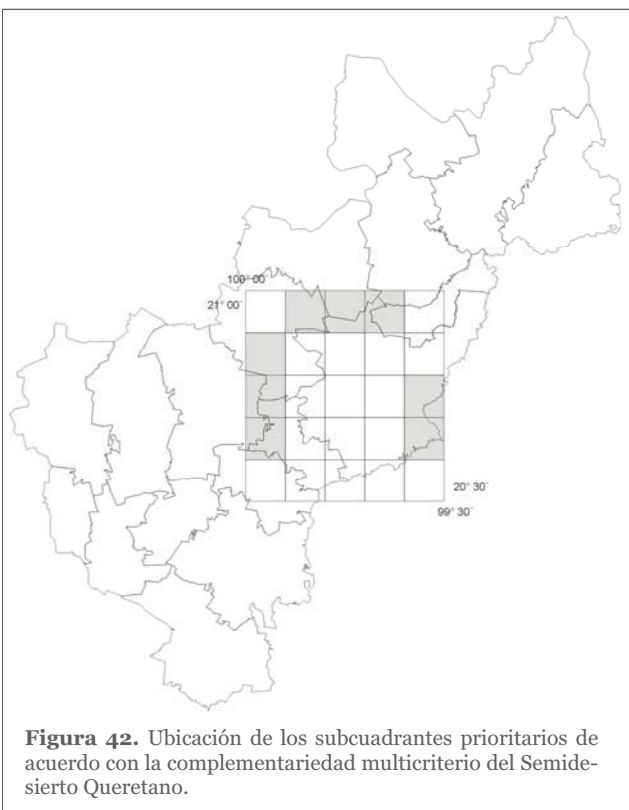 100° 00´
21° 00´
20° 30´
99° 30´
Figura 42. Ubicación de los subcuadrantes prioritarios de
acuerdo con la complementariedad multicriterio del Semide-
sierto Queretano.